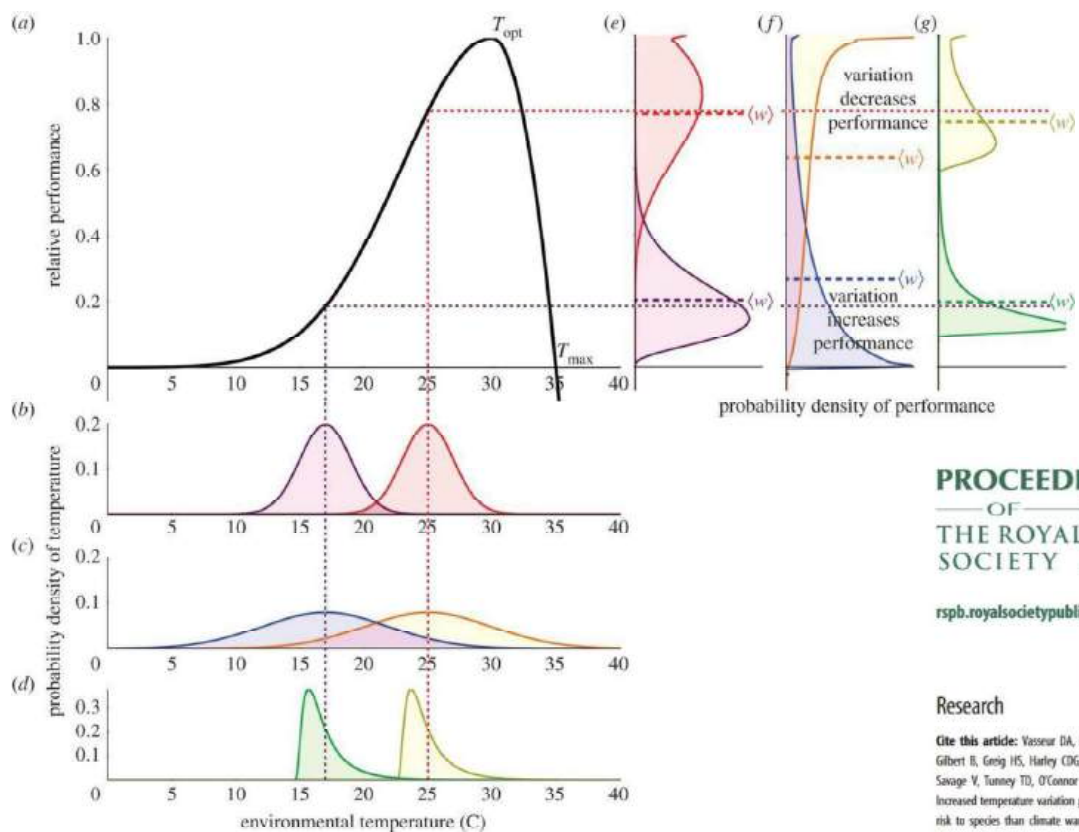 (a)
T_opt
(e)
(f)
(g)
1.0
0.8
0.6
0.4
0.2
0
5
10
15
20
25
30
35
40
T_max
relative performance
variation
decreases
performance
⟨w⟩
⟨w⟩
⟨w⟩
⟨w⟩
⟨w⟩
⟨w⟩
variation
increases
performance
probability density of performance
(b)
0.2
0.1
0
5
10
15
20
25
30
35
40
(c)
0.2
0.1
0
5
10
15
20
25
30
35
40
(d)
0.3
0.2
0.1
0
5
10
15
20
25
30
35
40
probability density of temperature
environmental temperature (C)
PROCEEDI
OF
THE ROYAL
SOCIETY
rspb.royalsocietypubli
Research
Cite this article: Vasseur DA,
Gilbert B, Greig HS, Harley CDG
Savage V, Tunney TD, O'Connor
Increased temperature variation
risk to species than climate wa